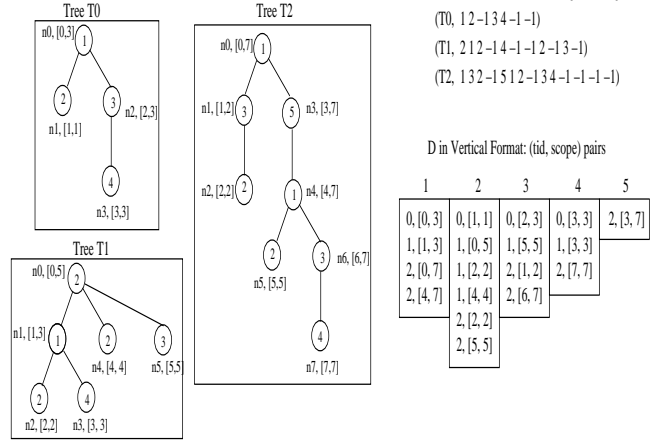 Tree T0
n0, [0,3]
1
2
3
n2, [2,3]
n1, [1,1]
4
n3, [3,3]
Tree T1
n0, [0,5]
2
n1, [1,3]
1
2
3
n4, [4, 4]
n5, [5,5]
2
4
n2, [2,2]
n3, [3, 3]
Tree T2
n0, [0,7]
1
n1, [1,2]
3
5
n3, [3,7]
n2, [2,2]
2
1
n4, [4,7]
2
3
n6, [6,7]
n5, [5,5]
4
n7, [7,7]
(T0, 1 2 −1 3 4 −1 −1)
(T1, 2 1 2 −1 4 −1 −1 2 −1 3 −1)
(T2, 1 3 2 −1 5 1 2 −1 3 4 −1 −1 −1 −1)
D in Vertical Format: (tid, scope) pairs
1 2 3 4 5
0, [0, 3] 0, [1, 1] 0, [2, 3] 0, [3, 3] 2, [3, 7]
1, [1, 3] 1, [0, 5] 1, [5, 5] 1, [3, 3]
2, [0, 7] 1, [2, 2] 2, [1, 2] 2, [7, 7]
2, [4, 7] 1, [4, 4] 2, [6, 7]
2, [2, 2]
2, [5, 5]